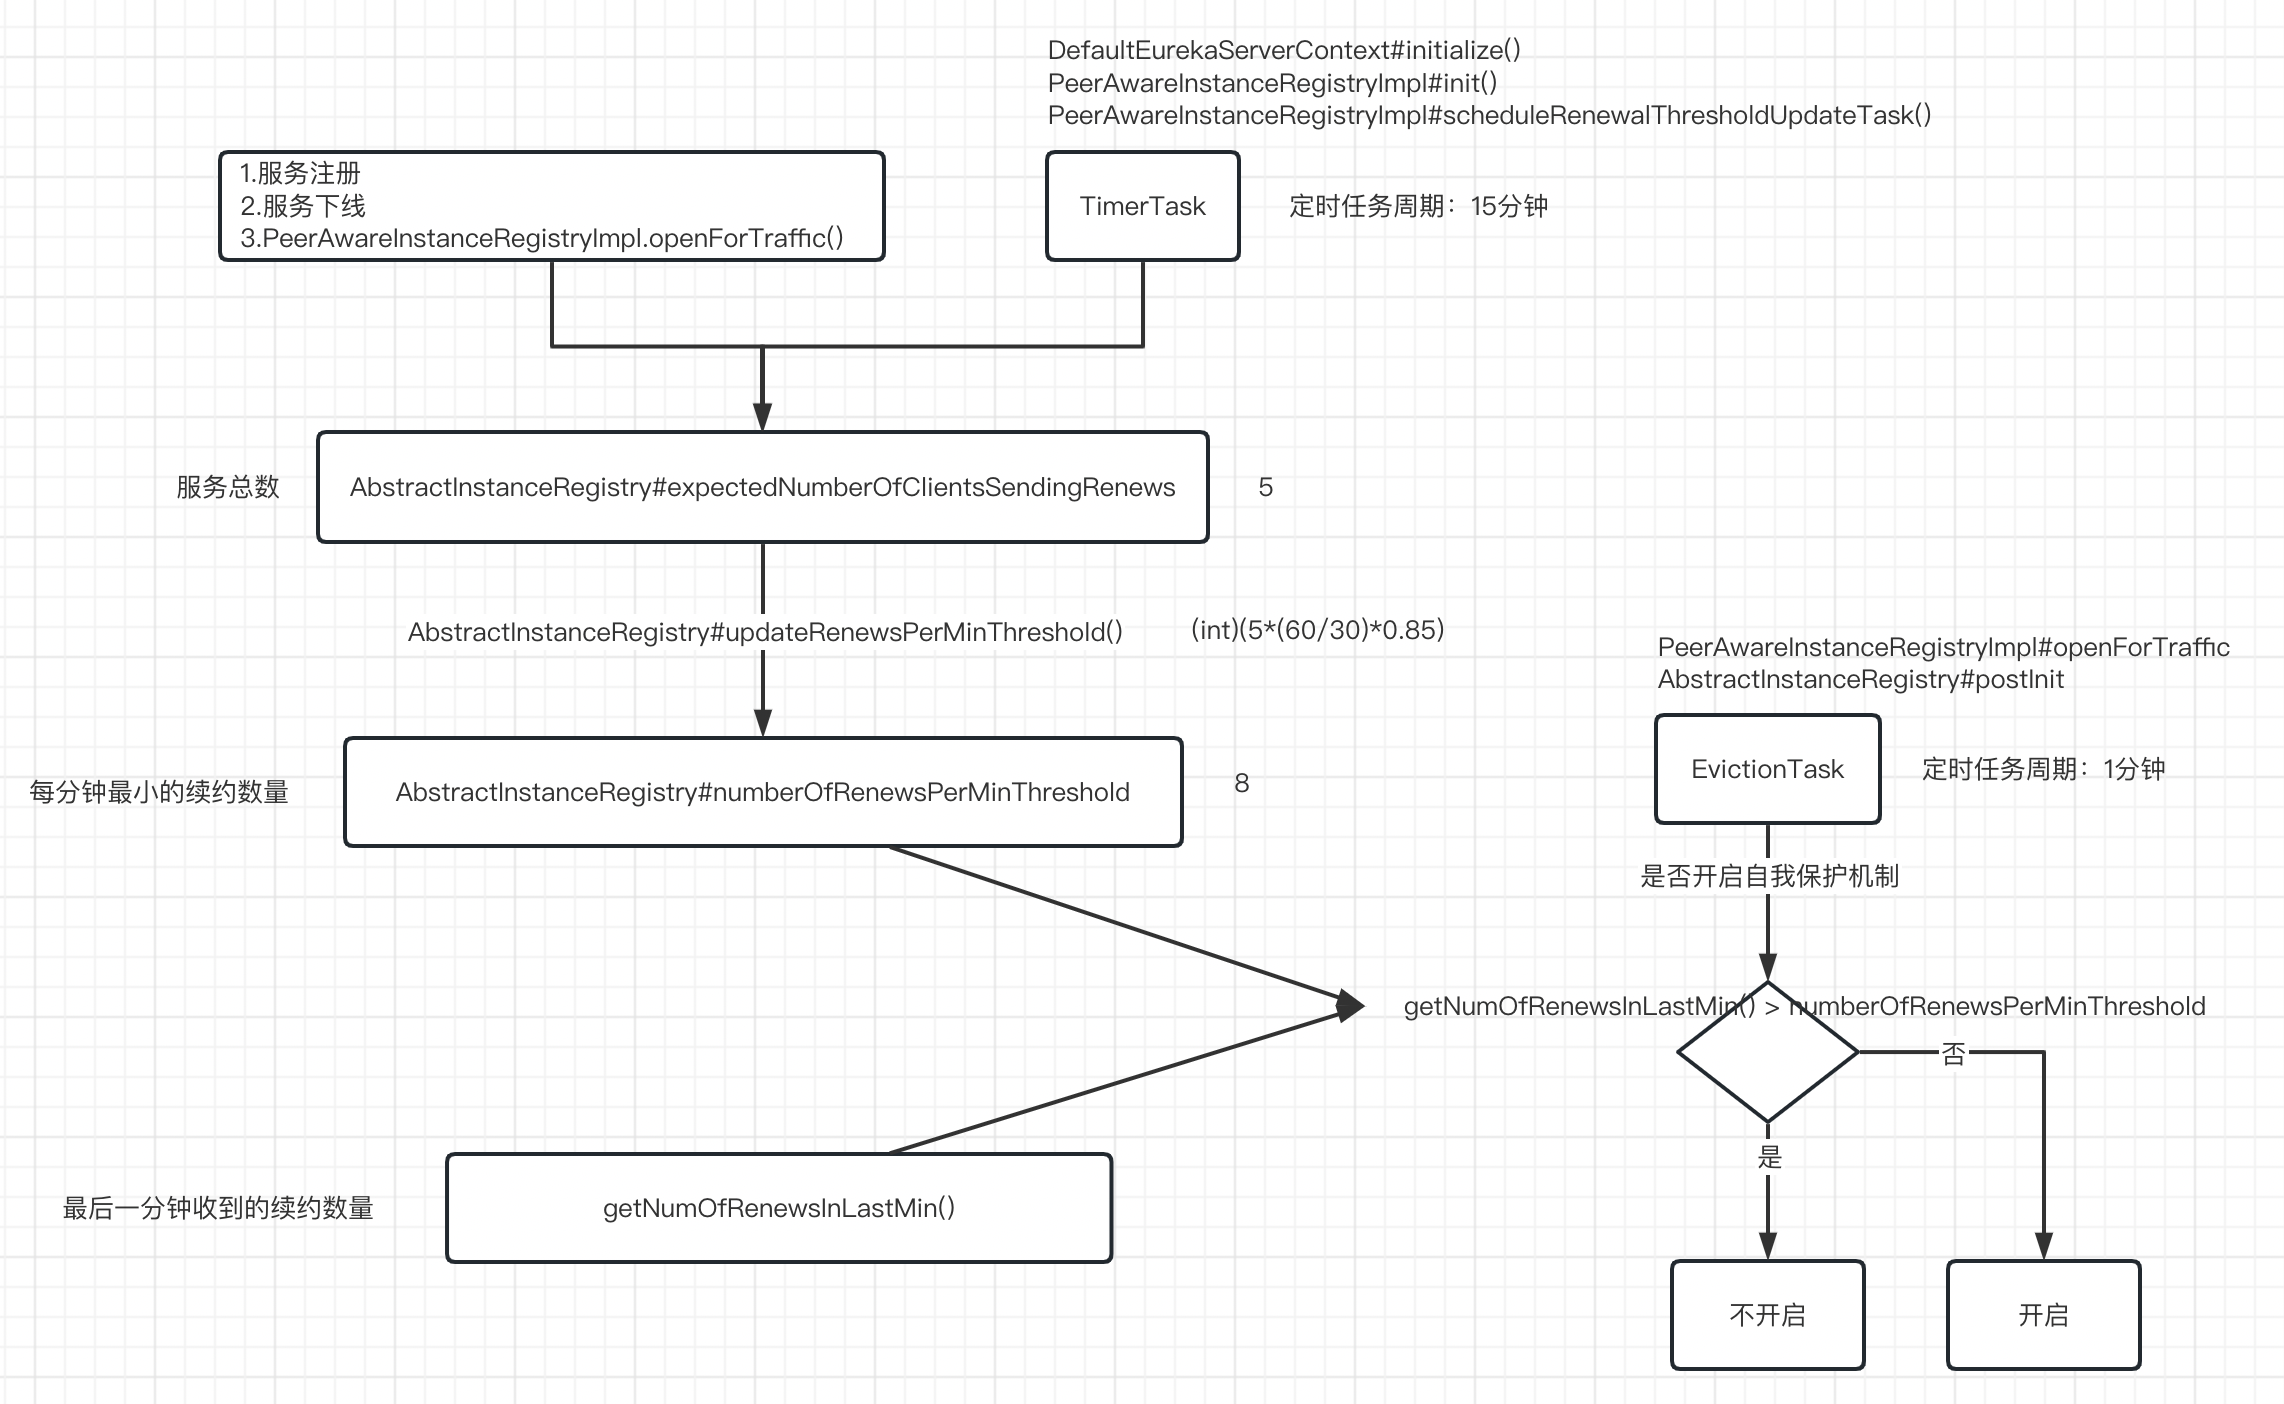 DefaultEurekaServerContext#initialize()
PeerAwareInstanceRegistryImpl#init()
PeerAwareInstanceRegistryImpl#scheduleRenewalThresholdUpdateTask()
1.服务注册
2.服务下线
3.PeerAwareInstanceRegistryImpl.openForTraffic()
TimerTask
定时任务周期：15分钟
服务总数
AbstractInstanceRegistry#expectedNumberOfClientsSendingRenews
5
AbstractInstanceRegistry#updateRenewsPerMinThreshold()
(int)(5*(60/30)*0.85)
每分钟最小的续约数量
AbstractInstanceRegistry#numberOfRenewsPerMinThreshold
8
PeerAwareInstanceRegistryImpl#openForTraffic
AbstractInstanceRegistry#postInit
EvictionTask
定时任务周期：1分钟
是否开启自我保护机制
getNumOfRenewsInLastMin() > numberOfRenewsPerMinThreshold
否
是
最后一分钟收到的续约数量
getNumOfRenewsInLastMin()
不开启
开启